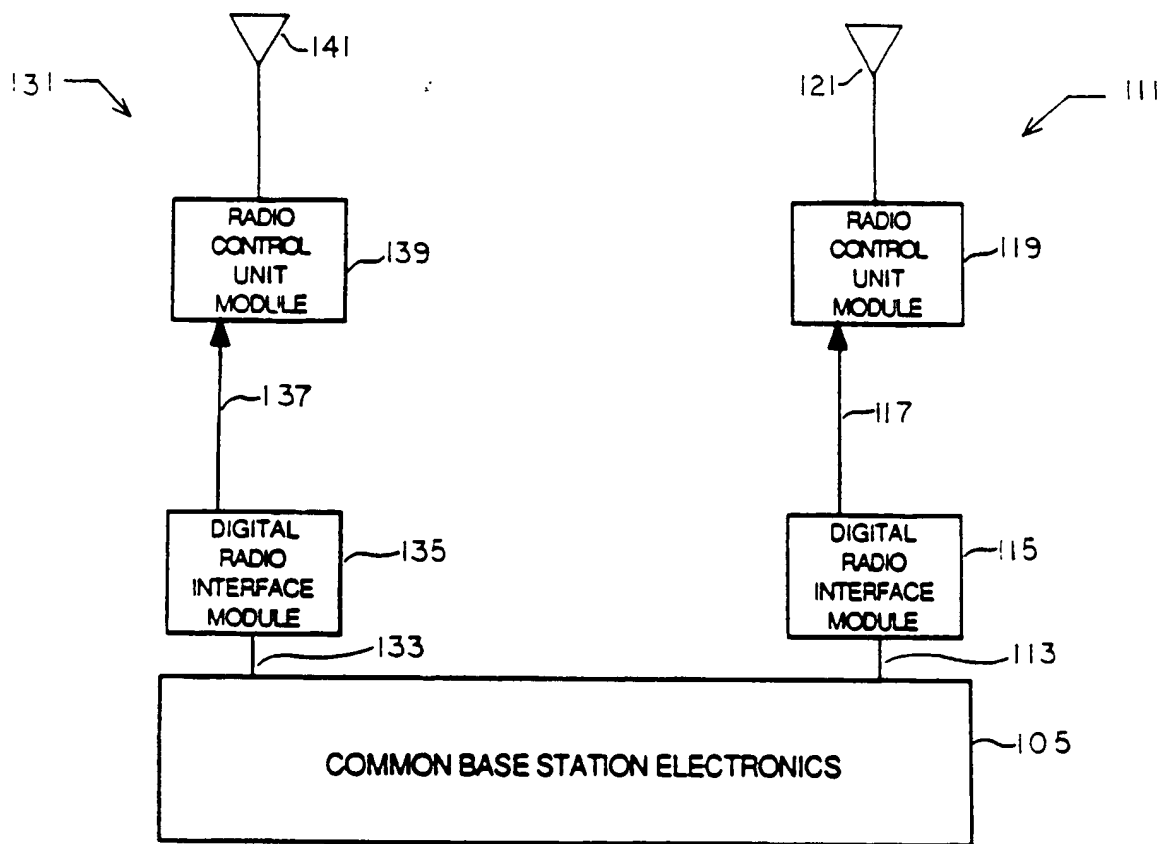 141
121
131
111
RADIO
CONTROL
UNIT
MODULE
139
RADIO
CONTROL
UNIT
MODULE
119
137
117
DIGITAL
RADIO
INTERFACE
MODULE
135
DIGITAL
RADIO
INTERFACE
MODULE
115
133
113
COMMON BASE STATION ELECTRONICS
105